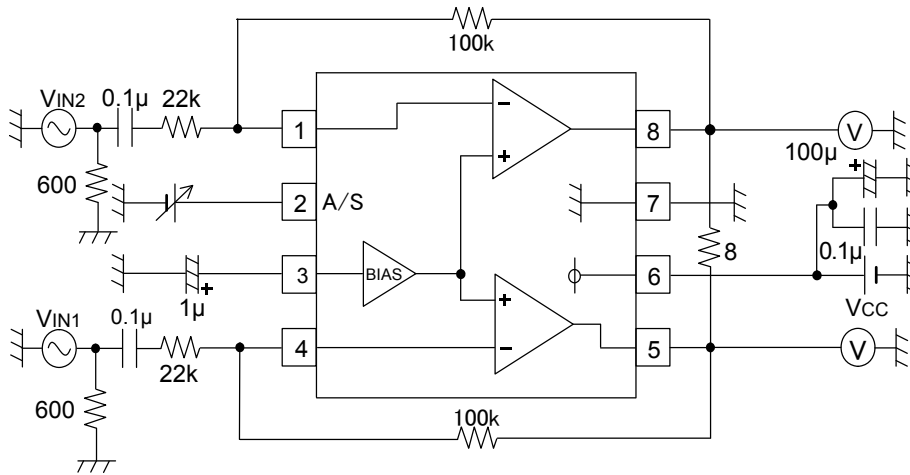 100k
VIN2
0.1μ
22k
1
8
V
100μ
+
600
2
A/S
7
8
0.1μ
3
BIAS
6
1μ
+
VCC
VIN1
0.1μ
22k
4
5
V
600
100k